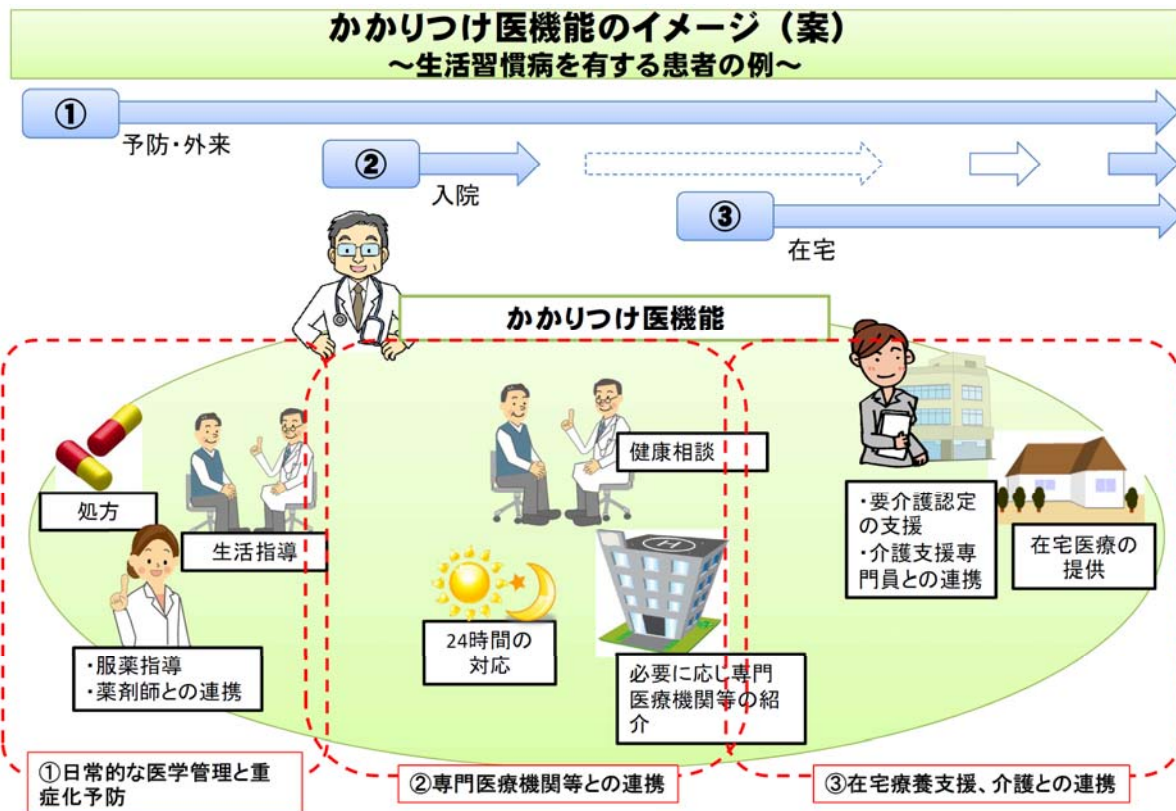 かかりつけ医機能のイメージ（案）
～生活習慣病を有する患者の例～
①
予防・外来
②
入院
③
在宅
かかりつけ医機能
処方
生活指導
・服薬指導
・薬剤師との連携
健康相談
24時間の
対応
必要に応じ専門
医療機関等の紹
介
H
・要介護認定
の支援
・介護支援専
門員との連携
在宅医療の
提供
①日常的な医学管理と重
症化予防
②専門医療機関等との連携
③在宅療養支援、介護との連携